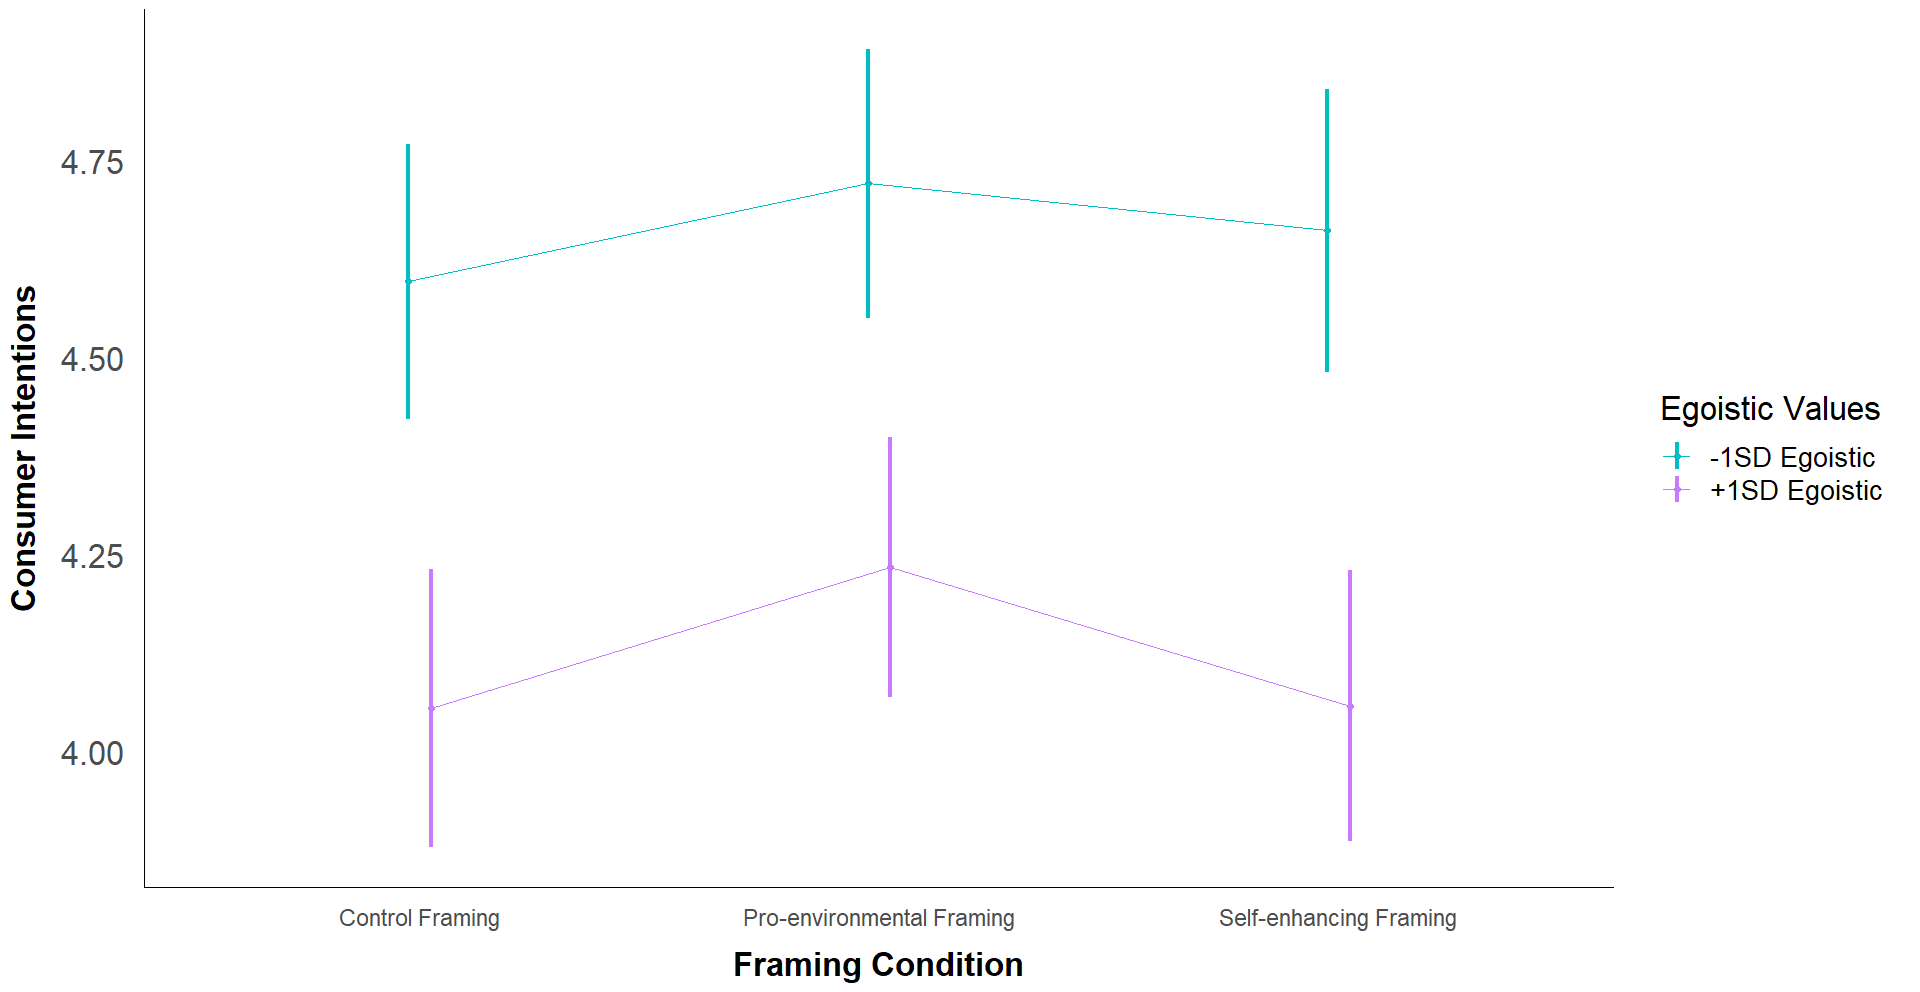 Consumer Intentions
4.75
4.50
4.25
4.00
Control Framing
Pro-environmental Framing
Self-enhancing Framing
Framing Condition
Egoistic Values
-1SD Egoistic
+1SD Egoistic